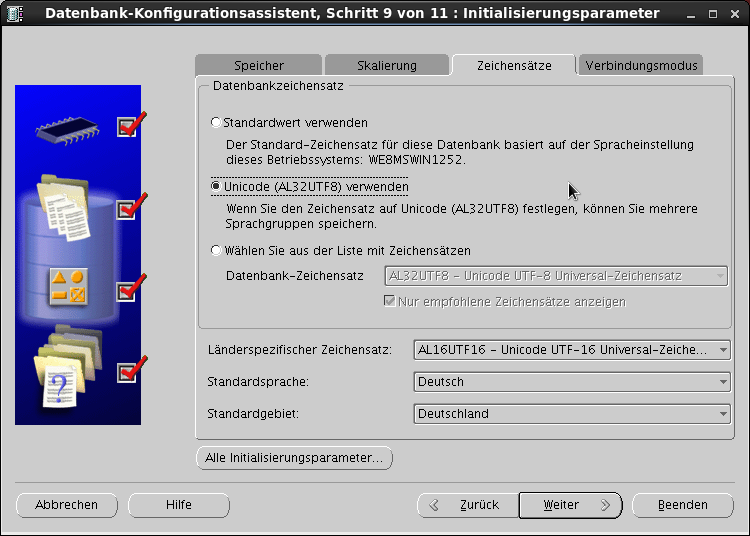 Datenbank-Konfigurationsassistent, Schritt 9 von 11 : Initialisierungsparameter
Speicher
Skalierung
Zeichensätze
Verbindungsmodus
Datenbankzeichensatz
Standardwert verwenden
Der Standard-Zeichensatz für diese Datenbank basiert auf der Spracheinstellung
dieses Betriebssystems: WE8MSWIN1252.
Unicode (AL32UTF8) verwenden
Wenn Sie den Zeichensatz auf Unicode (AL32UTF8) festlegen, können Sie mehrere
Sprachgruppen speichern.
Wählen Sie aus der Liste mit Zeichensätzen
Datenbank-Zeichensatz
AL32UTF8 - Unicode UTF-8 Universal-Zeichensatz
Nur empfohlene Zeichensätze anzeigen
Länderspezifischer Zeichensatz:
AL16UTF16 - Unicode UTF-16 Universal-Zeiche...
Standardsprache:
Deutsch
Standardgebiet:
Deutschland
Alle Initialisierungsparameter...
Abbrechen
Hilfe
Zurück
Weiter
Beenden